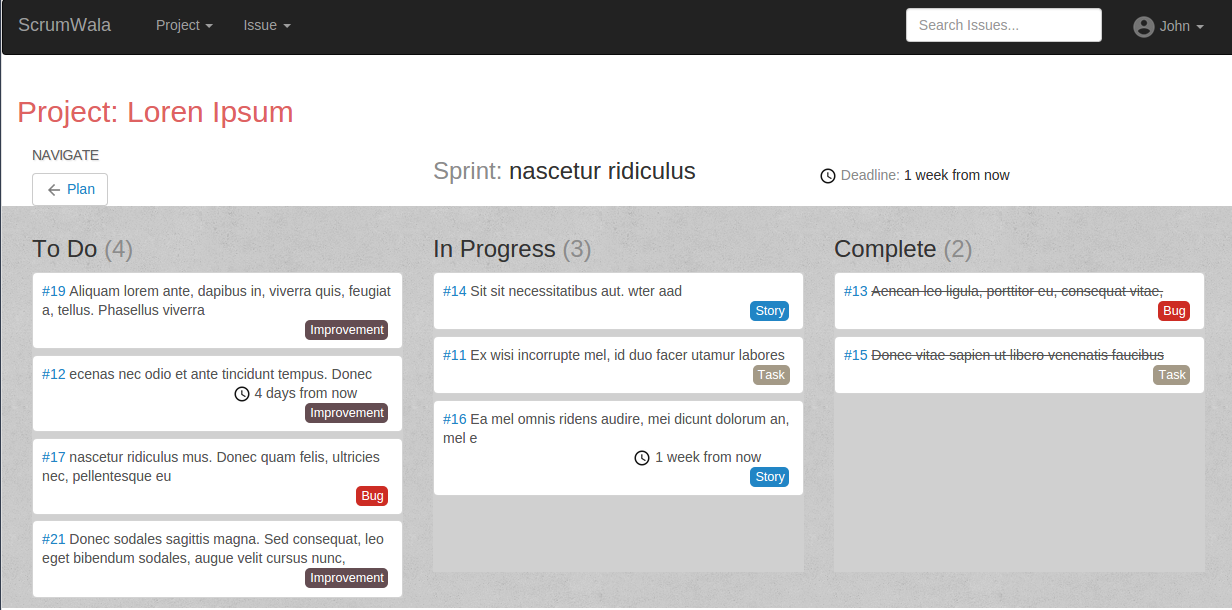 ScrumWala Project Issue Search Issues... John
Project: Loren Ipsum
NAVIGATE
Plan
Sprint: nascetur ridiculus
Deadline: 1 week from now
To Do (4)
#19 Aliquam lorem ante, dapibus in, viverra quis, feugiat
a, tellus. Phasellus viverra
Improvement
#12 ecenas nec odio et ante tincidunt tempus. Donec
4 days from now
Improvement
#17 nascetur ridiculus mus. Donec quam felis, ultricies
nec, pellentesque eu
Bug
#21 Donec sodales sagittis magna. Sed consequat, leo
eget bibendum sodales, augue velit cursus nunc,
Improvement
In Progress (3)
#14 Sit sit necessitatibus aut. wter aad
Story
#11 Ex wisi incorrupte mel, id duo facer utamur labores
Task
#16 Ea mel omnis ridens audire, mei dicunt dolorum an,
mel e
1 week from now
Story
Complete (2)
#13 Aenean leo ligula, porttitor eu, consequat vitae,
Bug
#15 Donec vitae sapien ut libero venenatis faucibus
Task